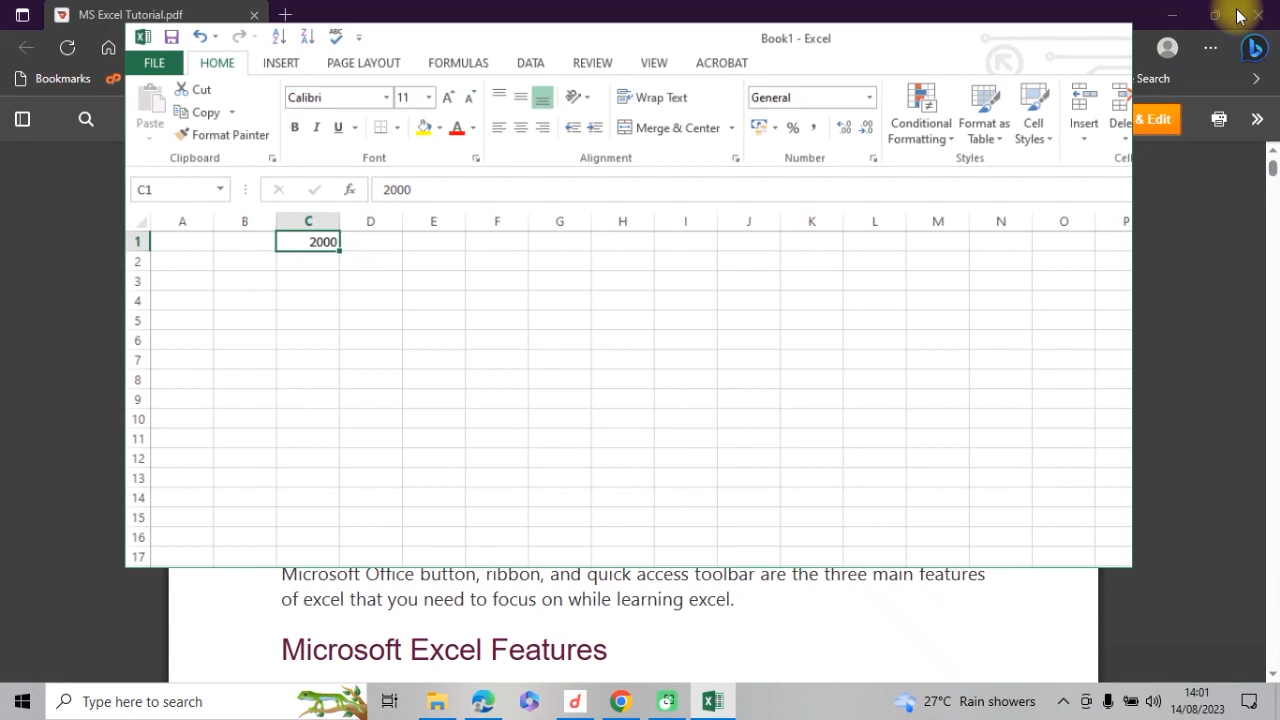 MS Excel Tutorial.pdf
Book1 - Excel
FILE HOME INSERT PAGE LAYOUT FORMULAS DATA REVIEW VIEW ACROBAT
Bookmarks
Search
Paste
Cut
Copy
Format Painter
Calibri 11
B I U
Wrap Text
Merge & Center
General
Conditional Formatting
Format as Table
Cell Styles
Insert
Dele
& Edit
Clipboard Font Alignment Number Styles Cel
C1 2000
A B C D E F G H I J K L M N O P
1 2000
2
3
4
5
6
7
8
9
10
11
12
13
14
15
16
17
Microsoft Office button, ribbon, and quick access toolbar are the three main features
of excel that you need to focus on while learning excel.
Microsoft Excel Features
Type here to search
27°C Rain showers
14:01
14/08/2023